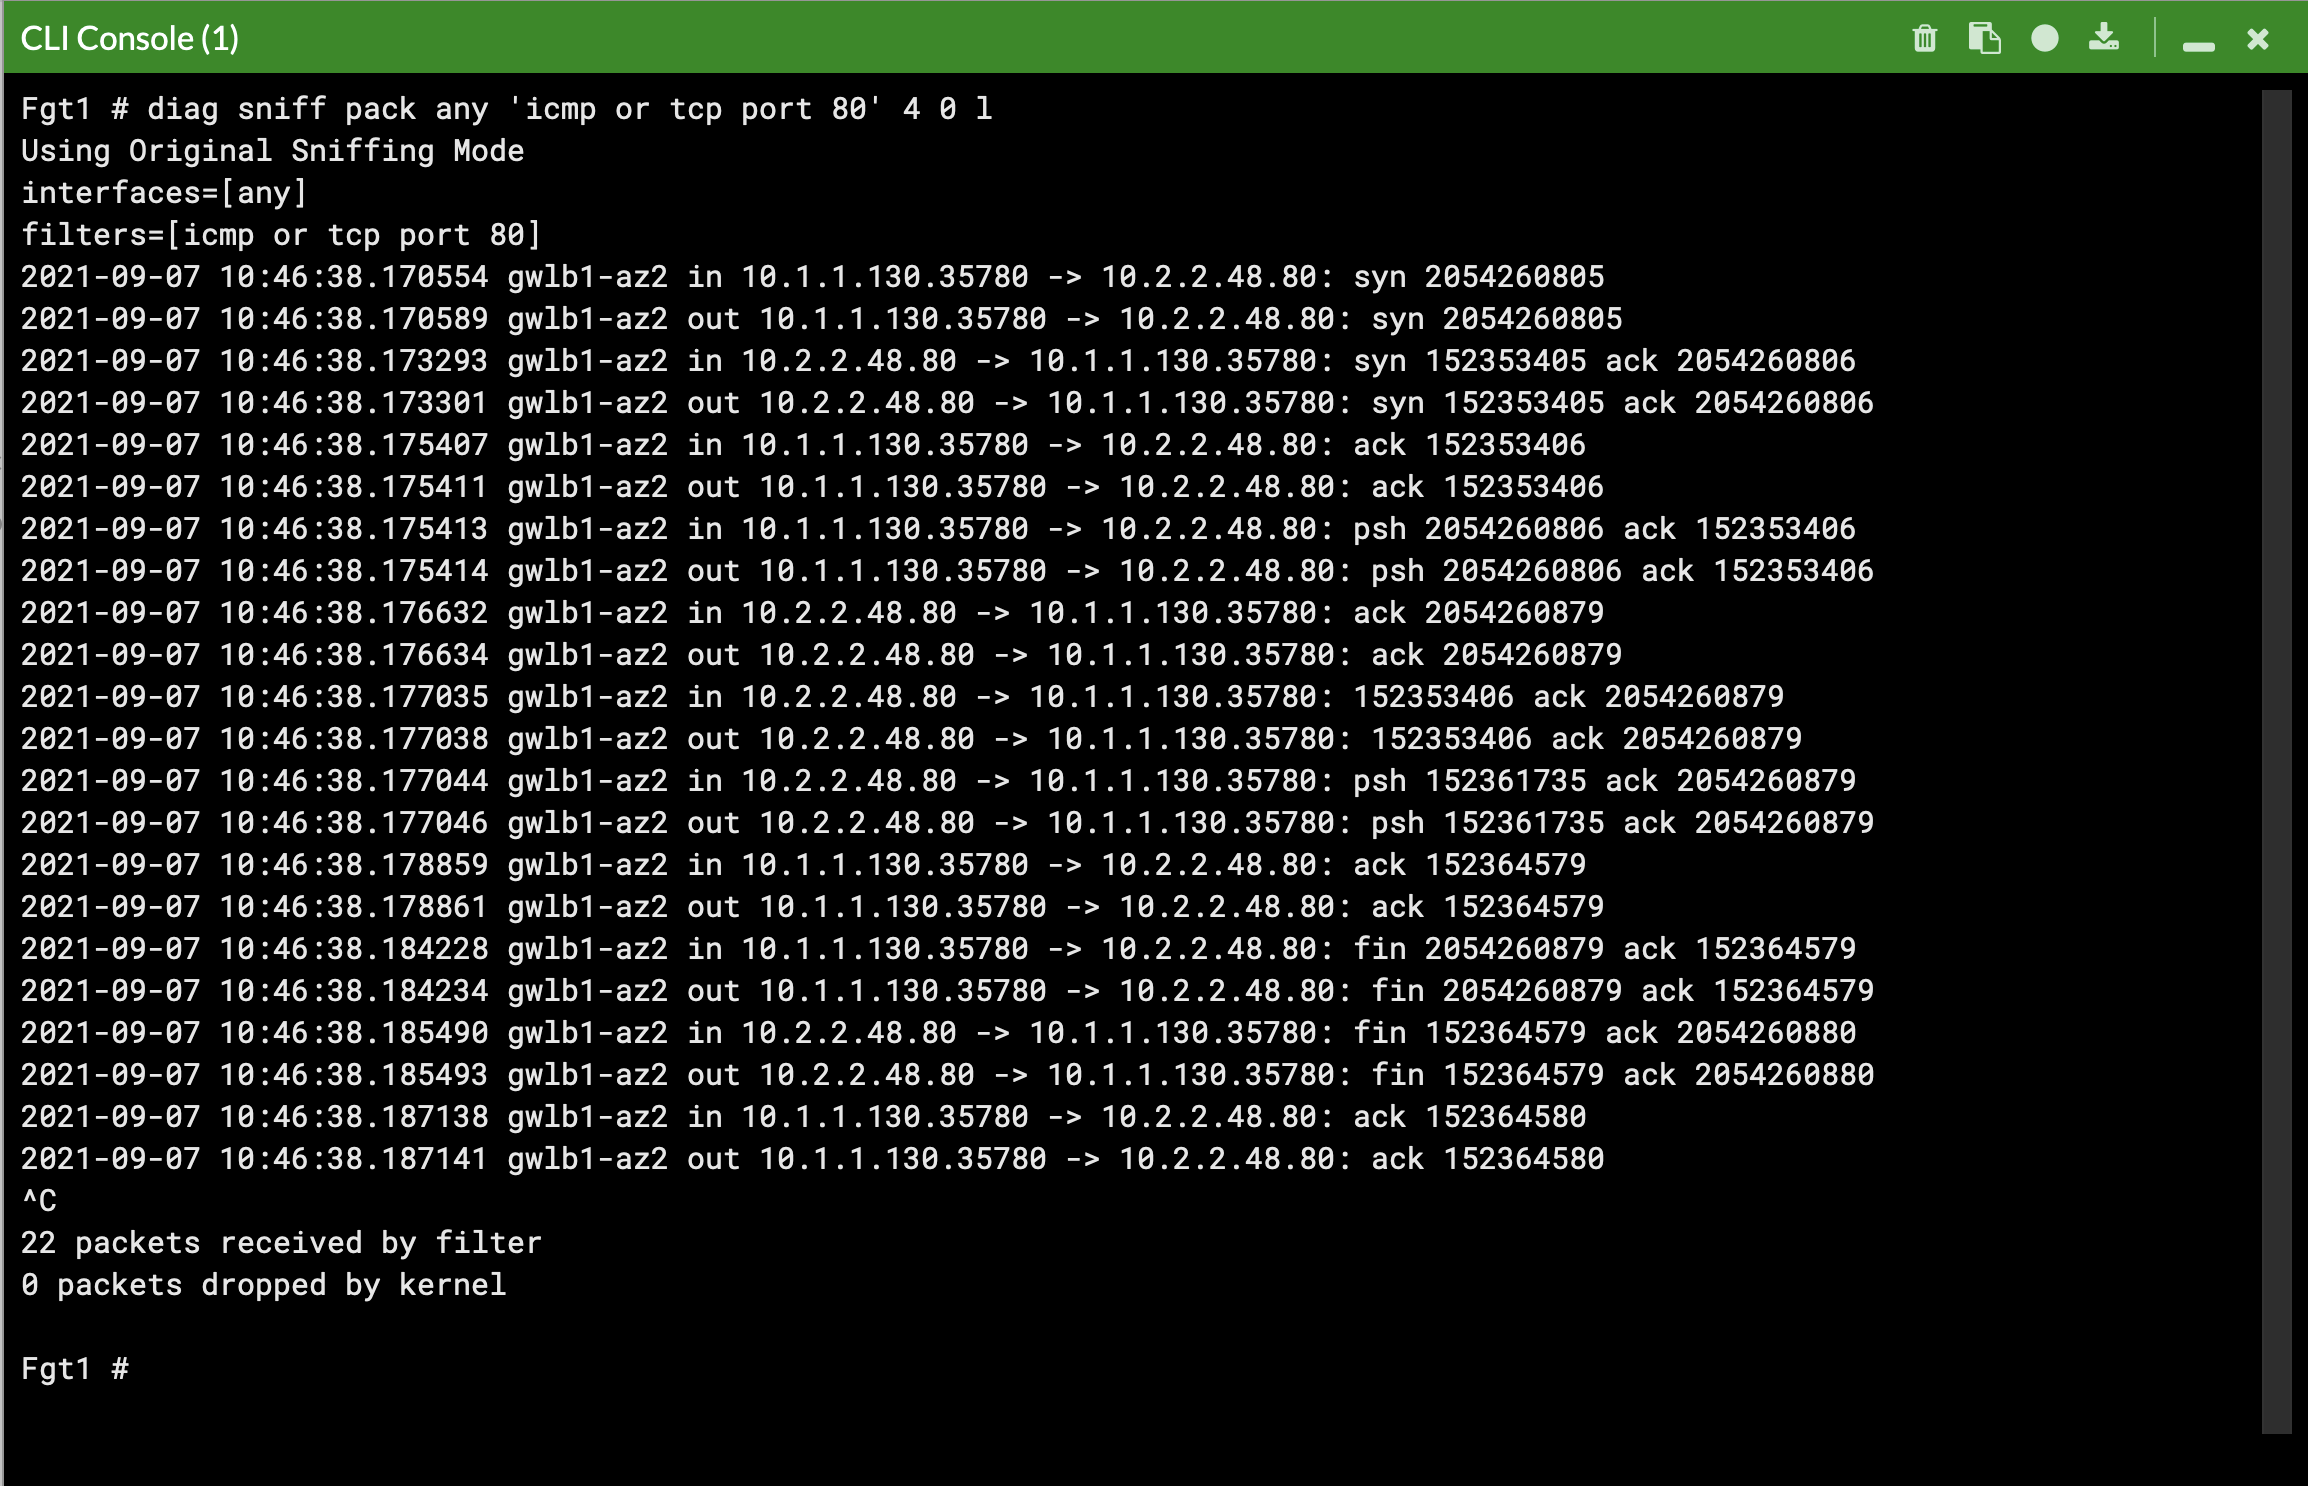 CLI Console (1)
Fgt1 # diag sniff pack any 'icmp or tcp port 80' 4 0 l
Using Original Sniffing Mode
interfaces=[any]
filters=[icmp or tcp port 80]
2021-09-07 10:46:38.170554 gwlb1-az2 in 10.1.1.130.35780 -> 10.2.2.48.80: syn 2054260805
2021-09-07 10:46:38.170589 gwlb1-az2 out 10.1.1.130.35780 -> 10.2.2.48.80: syn 2054260805
2021-09-07 10:46:38.173293 gwlb1-az2 in 10.2.2.48.80 -> 10.1.1.130.35780: syn 152353405 ack 2054260806
2021-09-07 10:46:38.173301 gwlb1-az2 out 10.2.2.48.80 -> 10.1.1.130.35780: syn 152353405 ack 2054260806
2021-09-07 10:46:38.175407 gwlb1-az2 in 10.1.1.130.35780 -> 10.2.2.48.80: ack 152353406
2021-09-07 10:46:38.175411 gwlb1-az2 out 10.1.1.130.35780 -> 10.2.2.48.80: ack 152353406
2021-09-07 10:46:38.175413 gwlb1-az2 in 10.1.1.130.35780 -> 10.2.2.48.80: psh 2054260806 ack 152353406
2021-09-07 10:46:38.175414 gwlb1-az2 out 10.1.1.130.35780 -> 10.2.2.48.80: psh 2054260806 ack 152353406
2021-09-07 10:46:38.176632 gwlb1-az2 in 10.2.2.48.80 -> 10.1.1.130.35780: ack 2054260879
2021-09-07 10:46:38.176634 gwlb1-az2 out 10.2.2.48.80 -> 10.1.1.130.35780: ack 2054260879
2021-09-07 10:46:38.177035 gwlb1-az2 in 10.2.2.48.80 -> 10.1.1.130.35780: 152353406 ack 2054260879
2021-09-07 10:46:38.177038 gwlb1-az2 out 10.2.2.48.80 -> 10.1.1.130.35780: 152353406 ack 2054260879
2021-09-07 10:46:38.177044 gwlb1-az2 in 10.2.2.48.80 -> 10.1.1.130.35780: psh 152361735 ack 2054260879
2021-09-07 10:46:38.177046 gwlb1-az2 out 10.2.2.48.80 -> 10.1.1.130.35780: psh 152361735 ack 2054260879
2021-09-07 10:46:38.178859 gwlb1-az2 in 10.1.1.130.35780 -> 10.2.2.48.80: ack 152364579
2021-09-07 10:46:38.178861 gwlb1-az2 out 10.1.1.130.35780 -> 10.2.2.48.80: ack 152364579
2021-09-07 10:46:38.184228 gwlb1-az2 in 10.1.1.130.35780 -> 10.2.2.48.80: fin 2054260879 ack 152364579
2021-09-07 10:46:38.184234 gwlb1-az2 out 10.1.1.130.35780 -> 10.2.2.48.80: fin 2054260879 ack 152364579
2021-09-07 10:46:38.185490 gwlb1-az2 in 10.2.2.48.80 -> 10.1.1.130.35780: fin 152364579 ack 2054260880
2021-09-07 10:46:38.185493 gwlb1-az2 out 10.2.2.48.80 -> 10.1.1.130.35780: fin 152364579 ack 2054260880
2021-09-07 10:46:38.187138 gwlb1-az2 in 10.1.1.130.35780 -> 10.2.2.48.80: ack 152364580
2021-09-07 10:46:38.187141 gwlb1-az2 out 10.1.1.130.35780 -> 10.2.2.48.80: ack 152364580
^C
22 packets received by filter
0 packets dropped by kernel
Fgt1 #